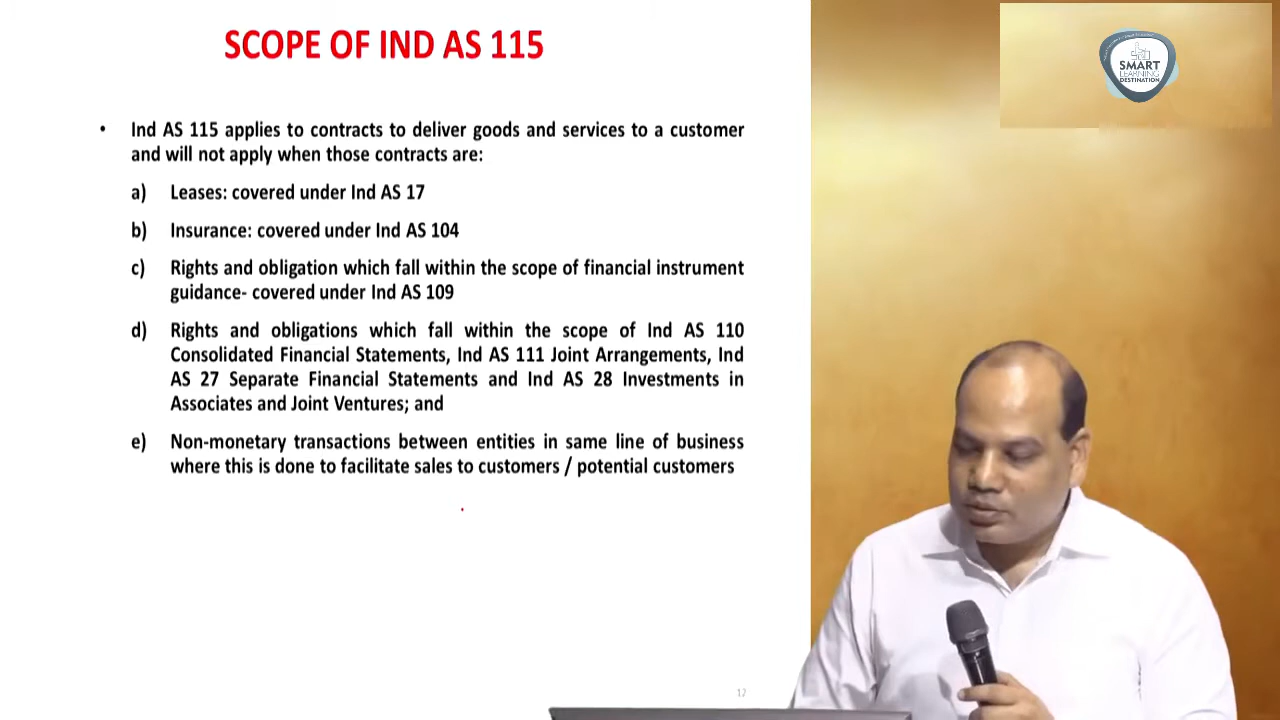 SCOPE OF IND AS 115
• Ind AS 115 applies to contracts to deliver goods and services to a customer
and will not apply when those contracts are:
a) Leases: covered under Ind AS 17
b) Insurance: covered under Ind AS 104
c) Rights and obligation which fall within the scope of financial instrument
guidance- covered under Ind AS 109
d) Rights and obligations which fall within the scope of Ind AS 110
Consolidated Financial Statements, Ind AS 111 Joint Arrangements, Ind
AS 27 Separate Financial Statements and Ind AS 28 Investments in
Associates and Joint Ventures; and
e) Non-monetary transactions between entities in same line of business
where this is done to facilitate sales to customers / potential customers
17
SMART
LEARNING
DESTINATION